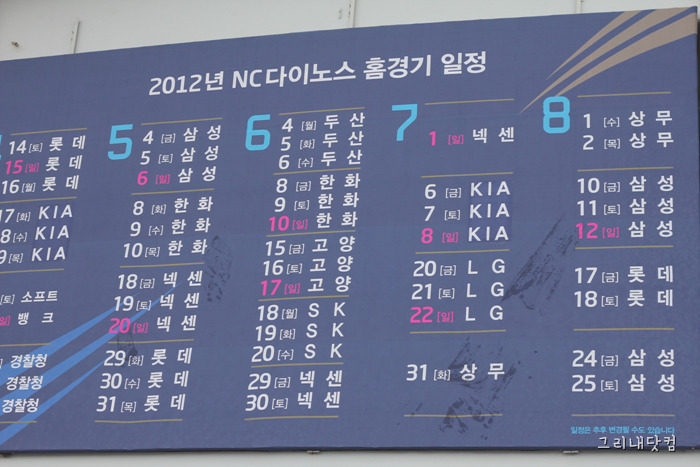 2012년 NC다이노스 홈경기 일정
14 [토] 롯 데
15 [일] 롯 데
16 [월] 롯 데
17 [화] KIA
8 [수] KIA
9 [목] KIA
[토] 소프트
[일] 뱅 크
경찰청
경찰청
경찰청
5
4 [금] 삼 성
5 [토] 삼 성
6 [일] 삼 성
8 [화] 한 화
9 [수] 한 화
10 [목] 한 화
18 [금] 넥 센
19 [토] 넥 센
20 [일] 넥 센
29 [화] 롯 데
30 [수] 롯 데
31 [목] 롯 데
6
4 [월] 두 산
5 [화] 두 산
6 [수] 두 산
8 [금] 한 화
9 [토] 한 화
10 [일] 한 화
15 [금] 고 양
16 [토] 고 양
17 [일] 고 양
18 [월] S K
19 [화] S K
20 [수] S K
29 [금] 넥 센
30 [토] 넥 센
7
1 [일] 넥 센
6 [금] KIA
7 [토] KIA
8 [일] KIA
20 [금] L G
21 [토] L G
22 [일] L G
31 [화] 상 무
8
1 [수] 상 무
2 [목] 상 무
10 [금] 삼 성
11 [토] 삼 성
12 [일] 삼 성
17 [금] 롯 데
18 [토] 롯 데
24 [금] 삼 성
25 [토] 삼 성
일정은 추후 변경될 수도 있습니다
그리내닷컴